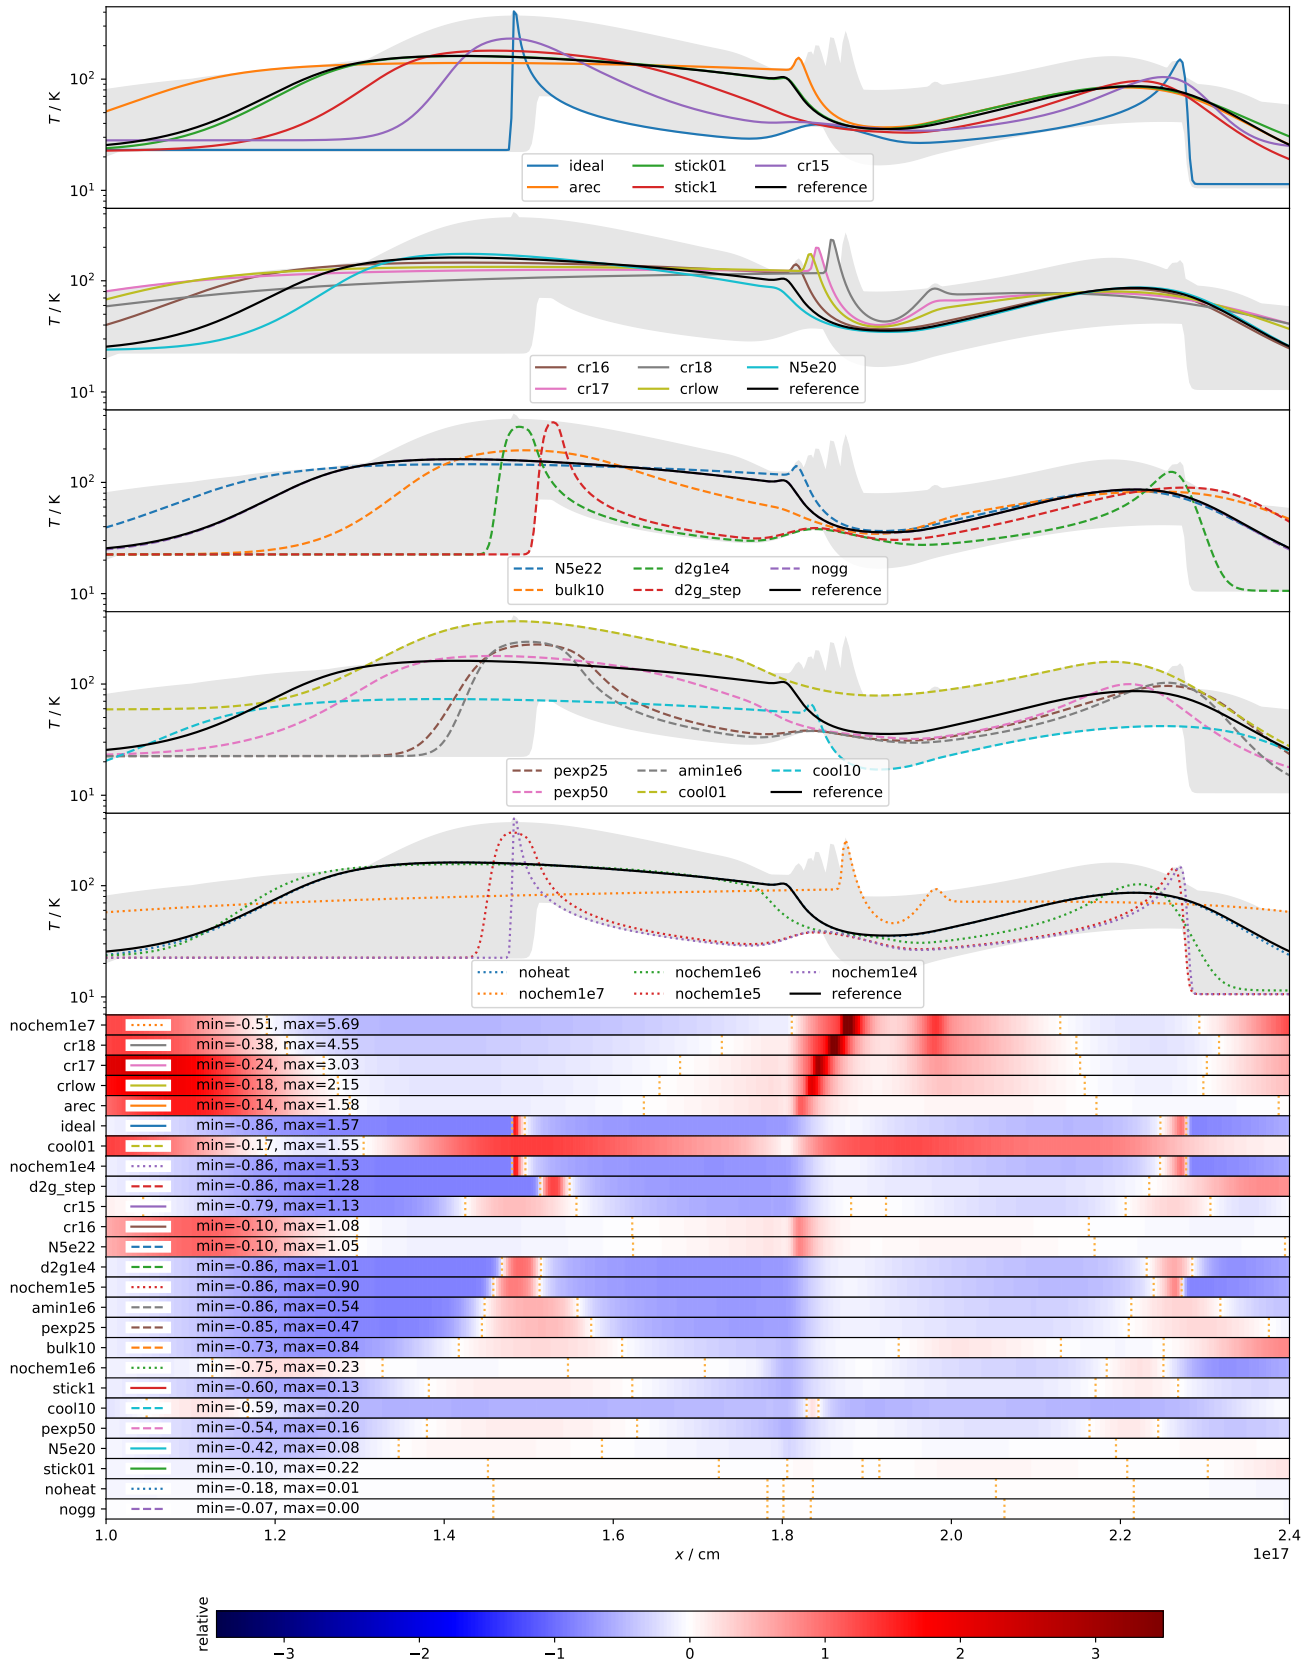 T / K
10²
10¹
ideal stick01 cr15
arec stick1 reference
T / K
10²
10¹
cr16 cr18 N5e20
cr17 crlow reference
T / K
10²
10¹
N5e22 d2g1e4 nogg
bulk10 d2g_step reference
T / K
10²
10¹
pexp25 amin1e6 cool10
pexp50 cool01 reference
T / K
10²
10¹
noheat nochem1e6 nochem1e4
nochem1e7 nochem1e5 reference
nochem1e7 min=-0.51, max=5.69
cr18 min=-0.38, max=4.55
cr17 min=-0.24, max=3.03
crlow min=-0.18, max=2.15
arec min=-0.14, max=1.58
ideal min=-0.86, max=1.57
cool01 min=-0.17, max=1.55
nochem1e4 min=-0.86, max=1.53
d2g_step min=-0.86, max=1.28
cr15 min=-0.79, max=1.13
cr16 min=-0.10, max=1.08
N5e22 min=-0.10, max=1.05
d2g1e4 min=-0.86, max=1.01
nochem1e5 min=-0.86, max=0.90
amin1e6 min=-0.86, max=0.54
pexp25 min=-0.85, max=0.47
bulk10 min=-0.73, max=0.84
nochem1e6 min=-0.75, max=0.23
stick1 min=-0.60, max=0.13
cool10 min=-0.59, max=0.20
pexp50 min=-0.54, max=0.16
N5e20 min=-0.42, max=0.08
stick01 min=-0.10, max=0.22
noheat min=-0.18, max=0.01
nogg min=-0.07, max=0.00
1.0 1.2 1.4 1.6 1.8 2.0 2.2 2.4
x / cm
1e17
relative
−3 −2 −1 0 1 2 3